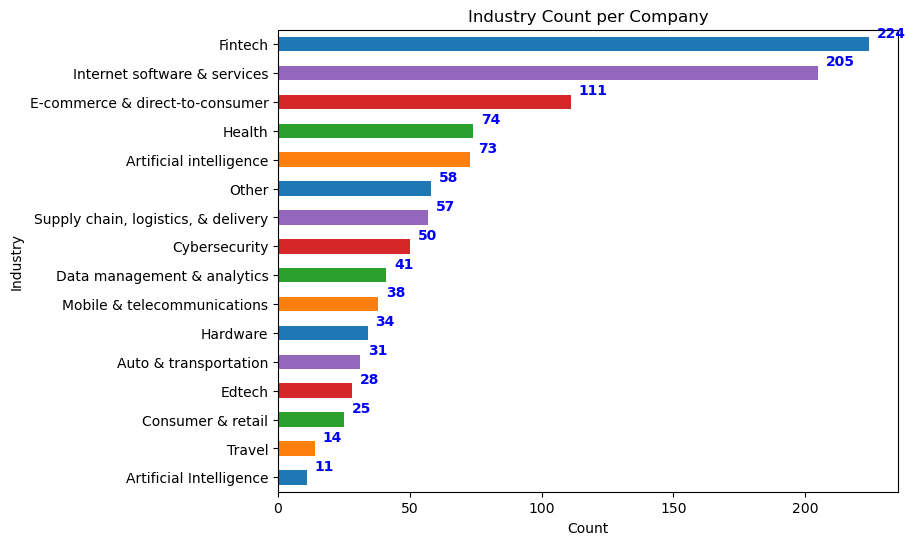 Industry Count per Company
Fintech 224
Internet software & services 205
E-commerce & direct-to-consumer 111
Health 74
Artificial intelligence 73
Other 58
Supply chain, logistics, & delivery 57
Cybersecurity 50
Data management & analytics 41
Mobile & telecommunications 38
Hardware 34
Auto & transportation 31
Edtech 28
Consumer & retail 25
Travel 14
Artificial Intelligence 11
Industry
0 50 100 150 200
Count